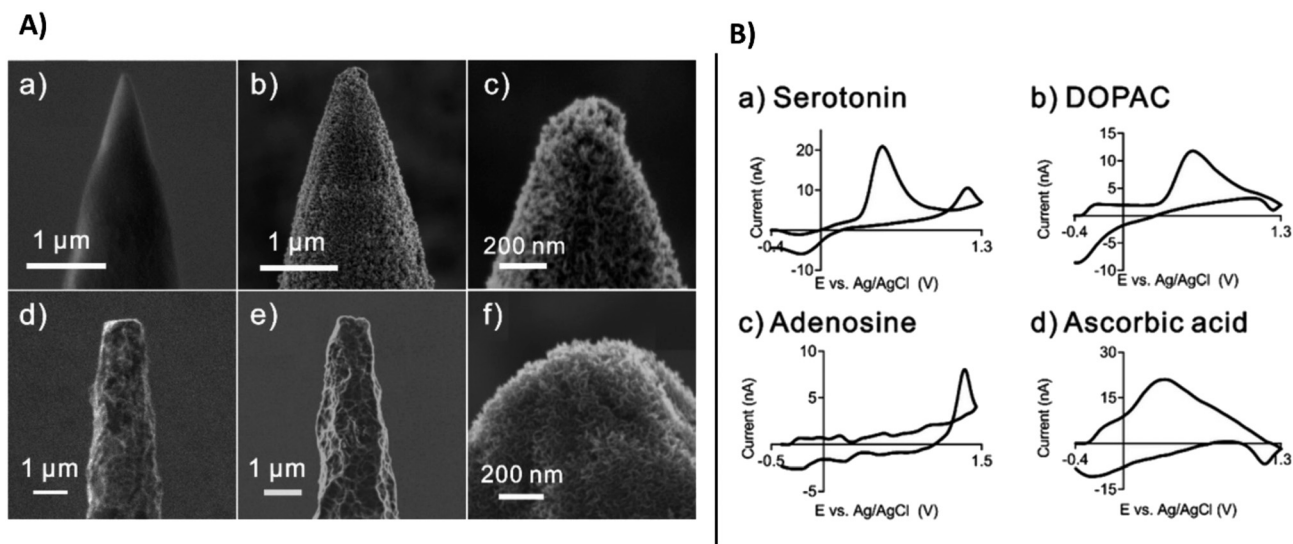 A)
a)
1 µm
b)
1 µm
c)
200 nm
d)
1 µm
e)
1 µm
f)
200 nm
B)
a) Serotonin
Current (nA)
20
10
-10
-0.4
1.3
E vs. Ag/AgCl (V)
b) DOPAC
Current (nA)
15
10
5
-5
-10
-0.4
1.3
E vs. Ag/AgCl (V)
c) Adenosine
Current (nA)
10
5
-5
-0.5
1.5
E vs. Ag/AgCl (V)
d) Ascorbic acid
Current (nA)
30
15
-15
-0.4
1.3
E vs. Ag/AgCl (V)